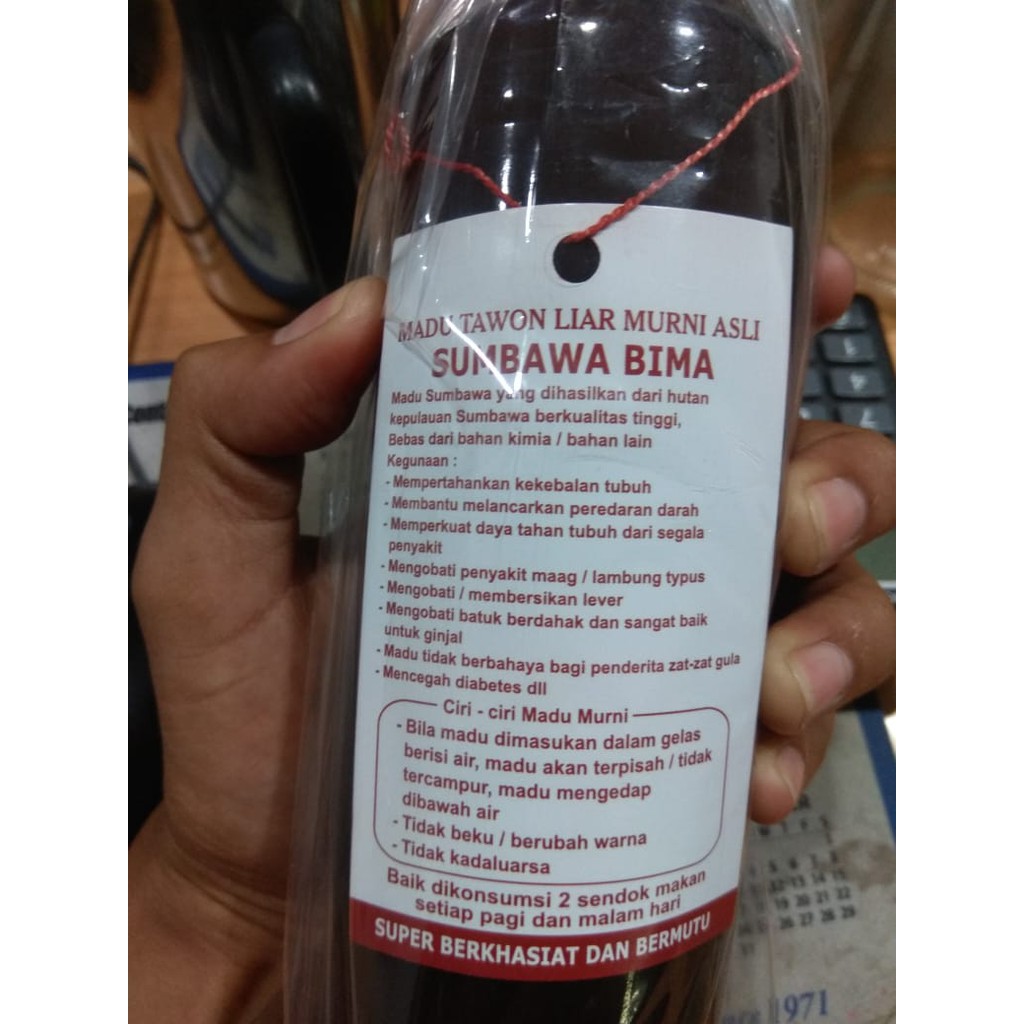 MADU TAWON LIAR MURNI ASLI
SUMBAWA BIMA
Madu Sumbawa yang dihasilkan dari hutan
kepulauan Sumbawa berkualitas tinggi,
Bebas dari bahan kimia / bahan lain
Kegunaan :
- Mempertahankan kekebalan tubuh
- Membantu melancarkan peredaran darah
- Memperkuat daya tahan tubuh dari segala
penyakit
- Mengobati penyakit maag / lambung typus
- Mengobati / membersikan lever
- Mengobati batuk berdahak dan sangat baik
untuk ginjal
- Madu tidak berbahaya bagi penderita zat-zat gula
- Mencegah diabetes dll
Ciri - ciri Madu Murni
- Bila madu dimasukan dalam gelas
berisi air, madu akan terpisah / tidak
tercampur, madu mengedap
dibawah air
- Tidak beku / berubah warna
- Tidak kadaluarsa
Baik dikonsumsi 2 sendok makan
setiap pagi dan malam hari
SUPER BERKHASIAT DAN BERMUTU
1971